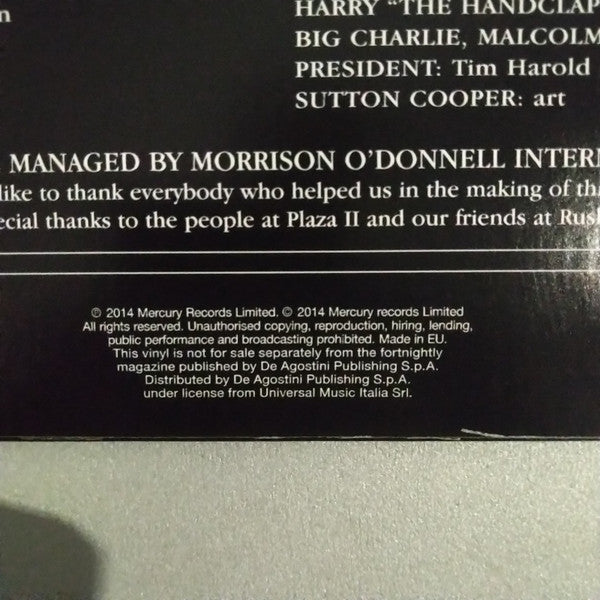 n
HARRY "THE HANDCLAP
BIG CHARLIE, MALCOLM
PRESIDENT: Tim Harold
SUTTON COOPER: art
. MANAGED BY MORRISON O'DONNELL INTERN
like to thank everybody who helped us in the making of
special thanks to the people at Plaza II and our friends at Rush
℗ 2014 Mercury Records Limited. © 2014 Mercury records Limited
All rights reserved. Unauthorised copying, reproduction, hiring, lending,
public performance and broadcasting prohibited. Made in EU.
This vinyl is not for sale separately from the fortnightly
magazine published by De Agostini Publishing S.p.A.
Distributed by De Agostini Publishing S.p.A.
under license from Universal Music Italia Srl.